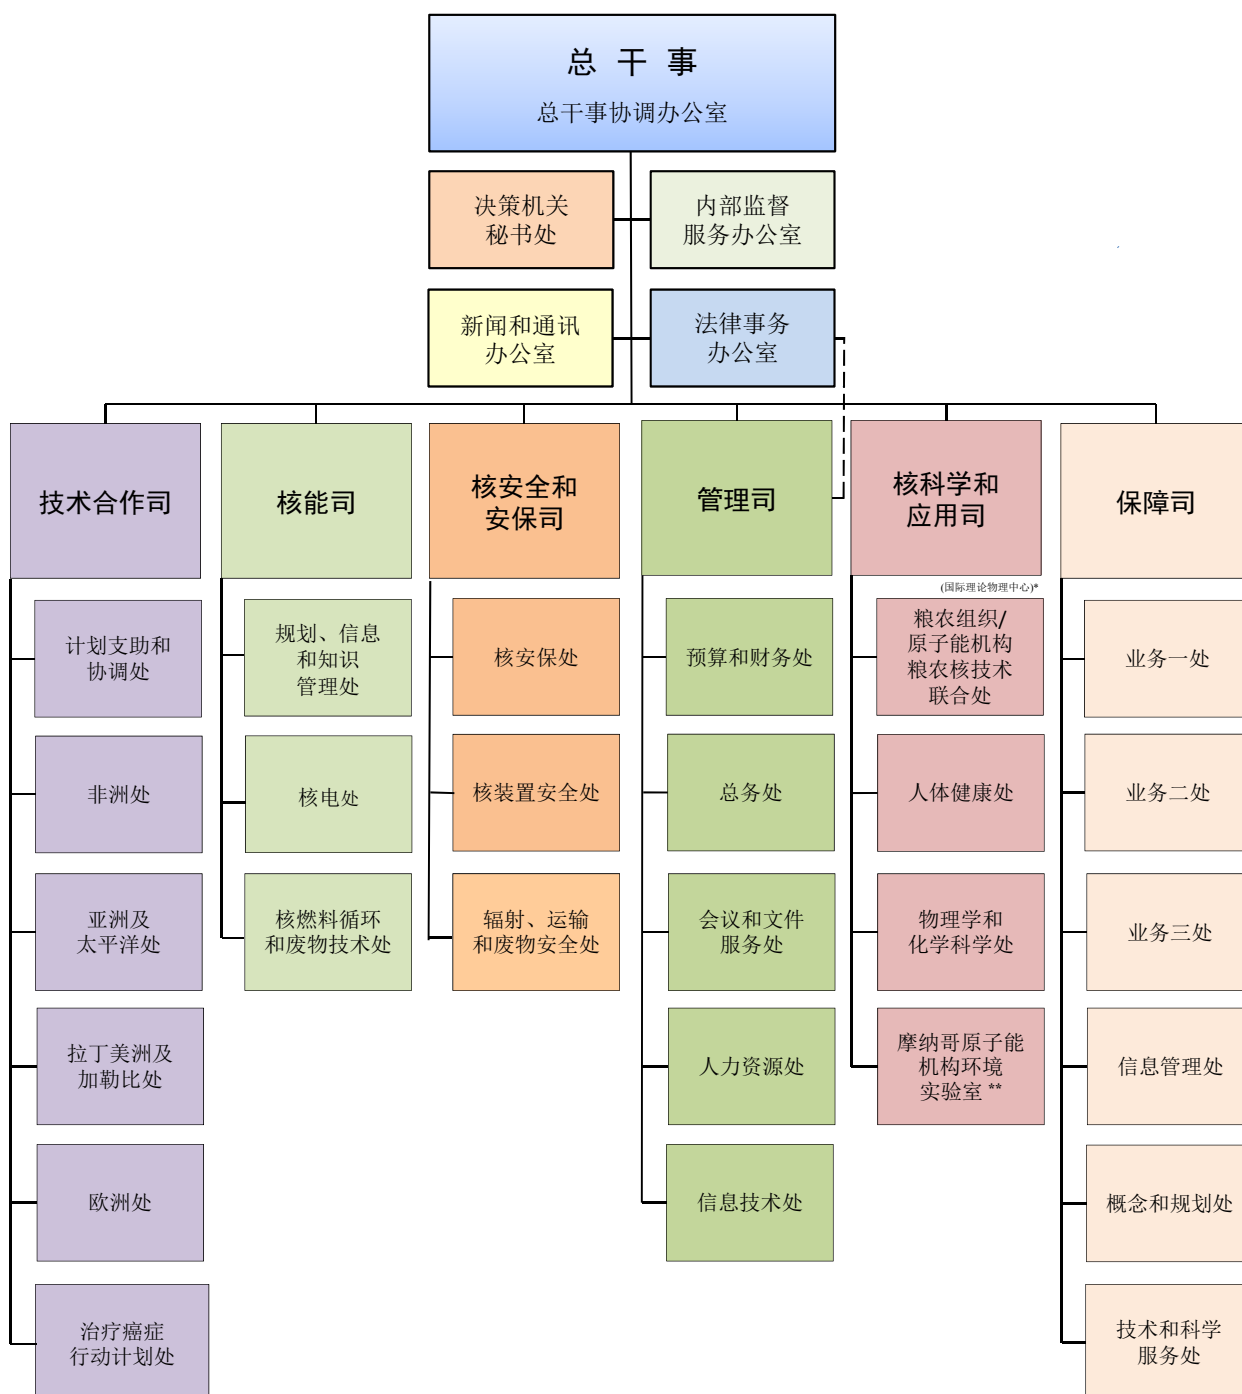 总 干 事
总干事协调办公室
决策机关
秘书处
内部监督
服务办公室
新闻和通讯
办公室
法律事务
办公室
技术合作司
核能司
核安全和
安保司
管理司
核科学和
应用司
保障司
(国际理论物理中心)*
计划支助和
协调处
非洲处
亚洲及
太平洋处
拉丁美洲及
加勒比处
欧洲处
治疗癌症
行动计划处
规划、信息
和知识
管理处
核电处
核燃料循环
和废物技术处
核安保处
核装置安全处
辐射、运输
和废物安全处
预算和财务处
总务处
会议和文件
服务处
人力资源处
信息技术处
粮农组织/
原子能机构
粮农核技术
联合处
人体健康处
物理学和
化学科学处
摩纳哥原子能
机构环境
实验室 **
业务一处
业务二处
业务三处
信息管理处
概念和规划处
技术和科学
服务处